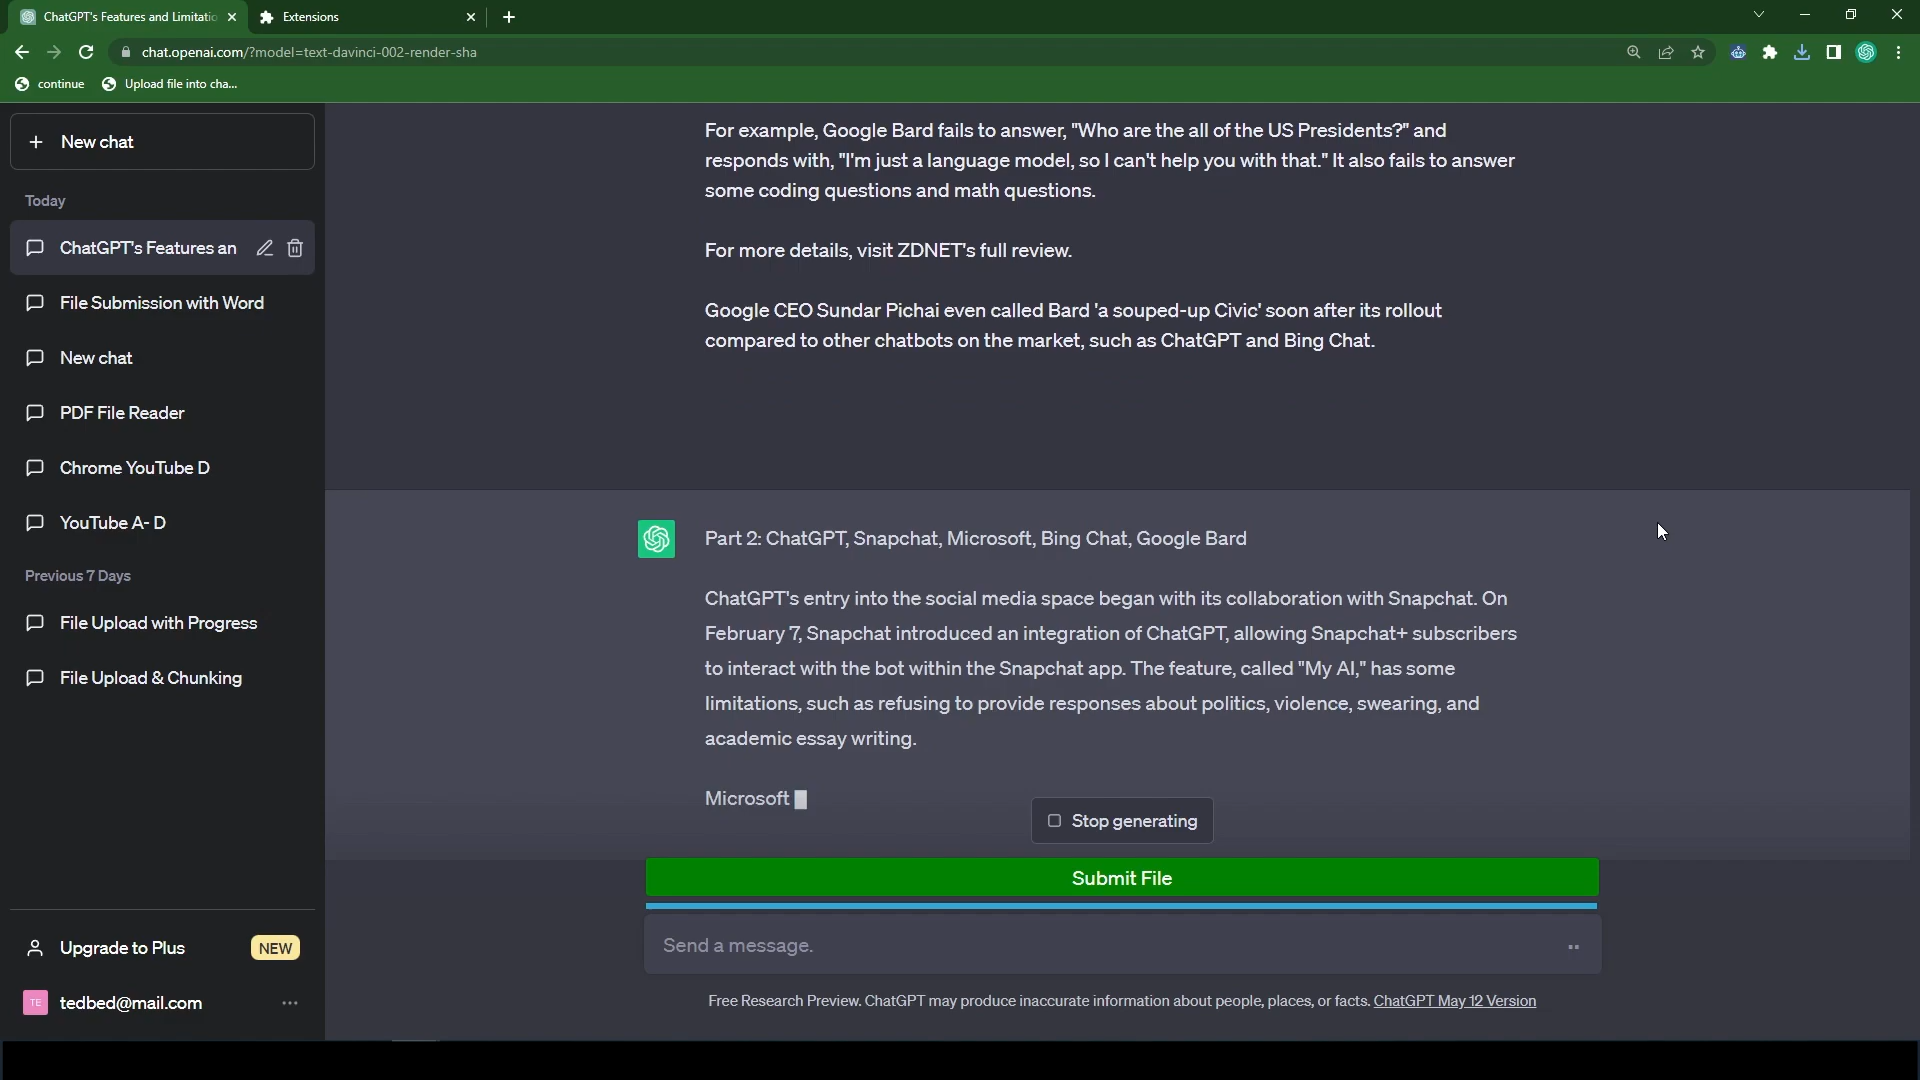 ChatGPT's Features and Limitatio
Extensions
chat.openai.com/?model=text-davinci-002-render-sha
continue
Upload file into cha...
New chat
Today
ChatGPT's Features an
File Submission with Word
New chat
PDF File Reader
Chrome YouTube D
YouTube A- D
Previous 7 Days
File Upload with Progress
File Upload & Chunking
Upgrade to Plus
NEW
TE
tedbed@mail.com
For example, Google Bard fails to answer, "Who are the all of the US Presidents?" and
responds with, "I'm just a language model, so I can't help you with that." It also fails to answer
some coding questions and math questions.
For more details, visit ZDNET's full review.
Google CEO Sundar Pichai even called Bard 'a souped-up Civic' soon after its rollout
compared to other chatbots on the market, such as ChatGPT and Bing Chat.
Part 2: ChatGPT, Snapchat, Microsoft, Bing Chat, Google Bard
ChatGPT's entry into the social media space began with its collaboration with Snapchat. On
February 7, Snapchat introduced an integration of ChatGPT, allowing Snapchat+ subscribers
to interact with the bot within the Snapchat app. The feature, called "My AI," has some
limitations, such as refusing to provide responses about politics, violence, swearing, and
academic essay writing.
Microsoft
Stop generating
Submit File
Send a message.
Free Research Preview. ChatGPT may produce inaccurate information about people, places, or facts. ChatGPT May 12 Version